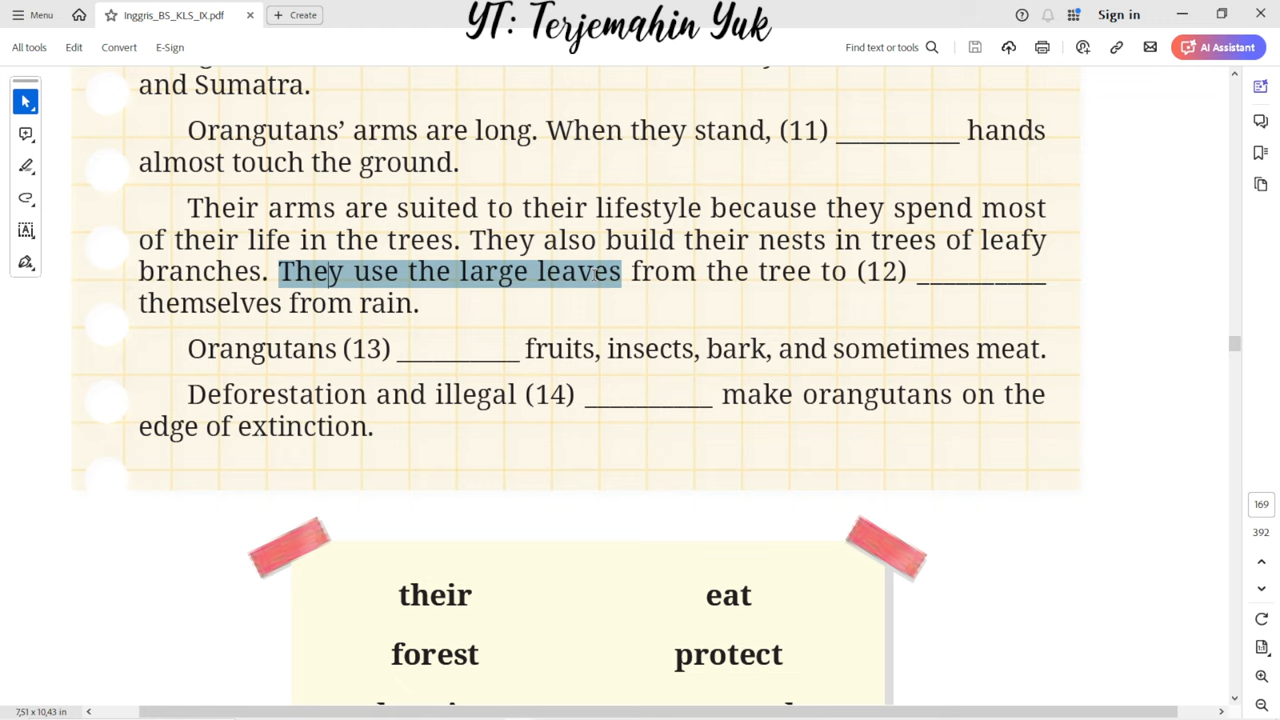 Menu
Inggris_BS_KLS_IX.pdf
Create
YT: Terjemahin Yuk
Sign in
All tools
Edit
Convert
E-Sign
Find text or tools
AI Assistant
and Sumatra.
Orangutans’ arms are long. When they stand, (11) __________ hands
almost touch the ground.
Their arms are suited to their lifestyle because they spend most
of their life in the trees. They also build their nests in trees of leafy
branches. They use the large leaves from the tree to (12) __________
themselves from rain.
Orangutans (13) __________ fruits, insects, bark, and sometimes meat.
Deforestation and illegal (14) __________ make orangutans on the
edge of extinction.
their
eat
forest
protect
169
392
7,51 x 10,43 in